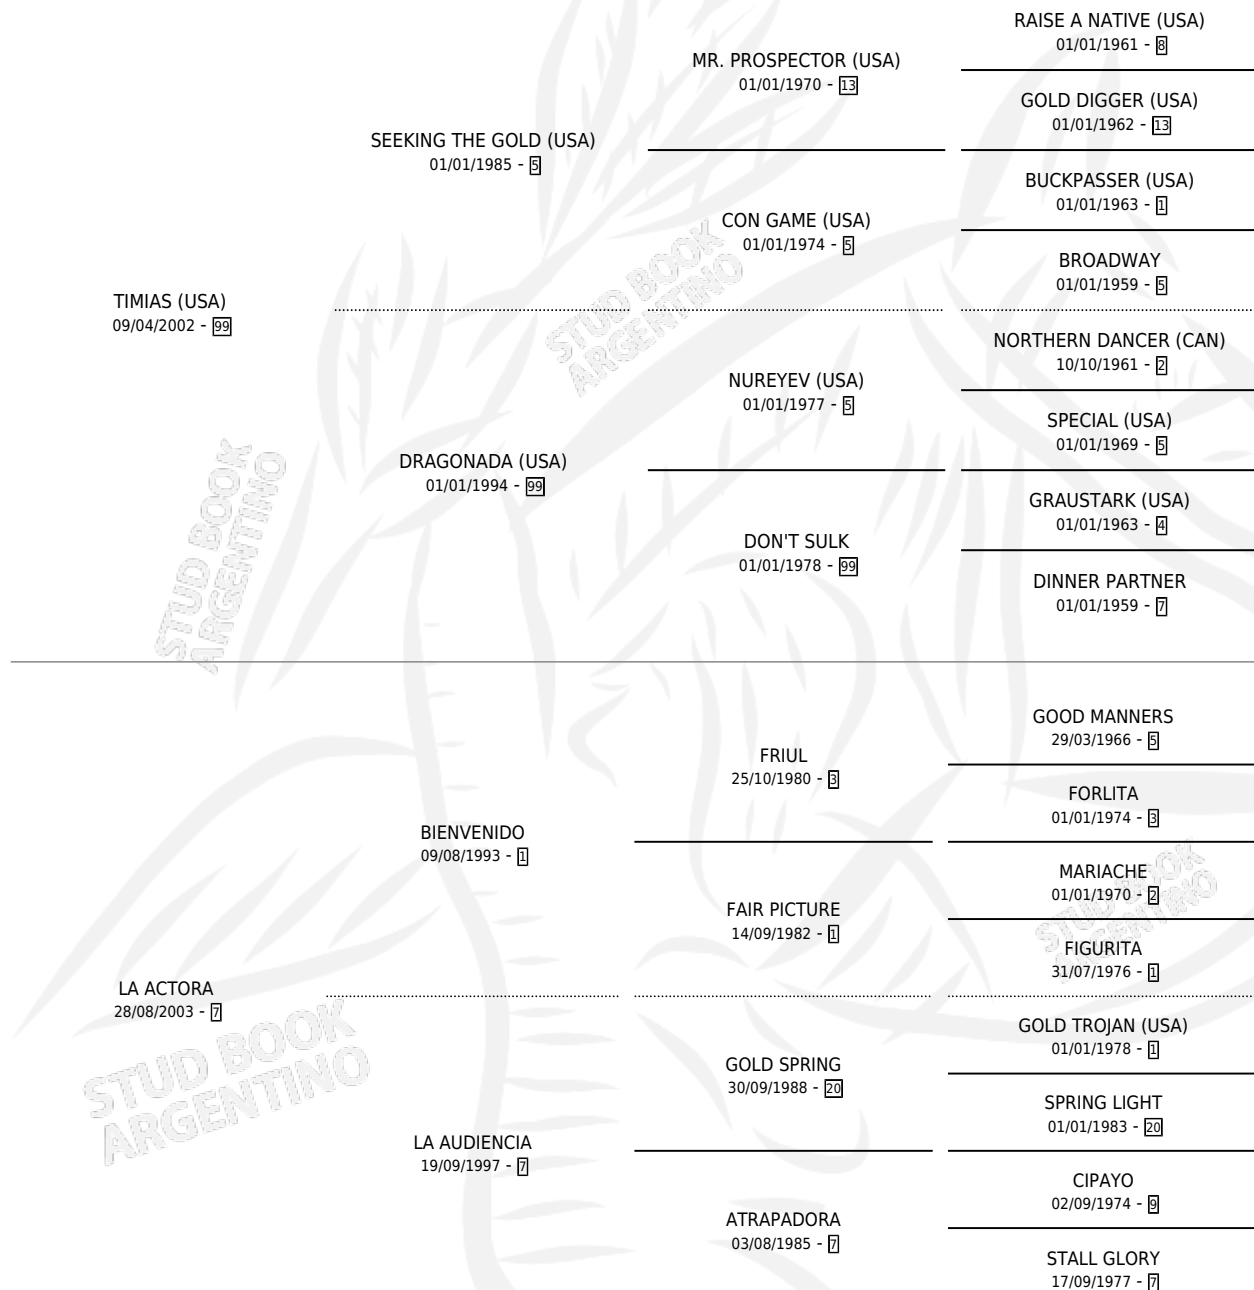 RAISE A NATIVE (USA)
01/01/1961 - 8
MR. PROSPECTOR (USA)
01/01/1970 - 13
GOLD DIGGER (USA)
01/01/1962 - 13
SEEKING THE GOLD (USA)
01/01/1985 - 5
BUCKPASSER (USA)
01/01/1963 - 1
CON GAME (USA)
01/01/1974 - 5
BROADWAY
01/01/1959 - 5
STUD BOOK
ARGENTINO
TIMIAS (USA)
09/04/2002 - 99
NORTHERN DANCER (CAN)
10/10/1961 - 2
NUREYEV (USA)
01/01/1977 - 5
SPECIAL (USA)
01/01/1969 - 5
DRAGONADA (USA)
01/01/1994 - 99
GRAUSTARK (USA)
01/01/1963 - 4
DON'T SULK
01/01/1978 - 99
DINNER PARTNER
01/01/1959 - 7
STUD BOOK
ARGENTINO
GOOD MANNERS
29/03/1966 - 5
FRIUL
25/10/1980 - 3
FORLITA
01/01/1974 - 3
BIENVENIDO
09/08/1993 - 1
MARIACHE
01/01/1970 - 2
FAIR PICTURE
14/09/1982 - 1
FIGURITA
31/07/1976 - 1
STUD BOOK
ARGENTINO
LA ACTORA
28/08/2003 - 7
GOLD TROJAN (USA)
01/01/1978 - 1
GOLD SPRING
30/09/1988 - 20
SPRING LIGHT
01/01/1983 - 20
STUD BOOK
ARGENTINO
LA AUDIENCIA
19/09/1997 - 7
CIPAYO
02/09/1974 - 9
ATRAPADORA
03/08/1985 - 7
STALL GLORY
17/09/1977 - 7